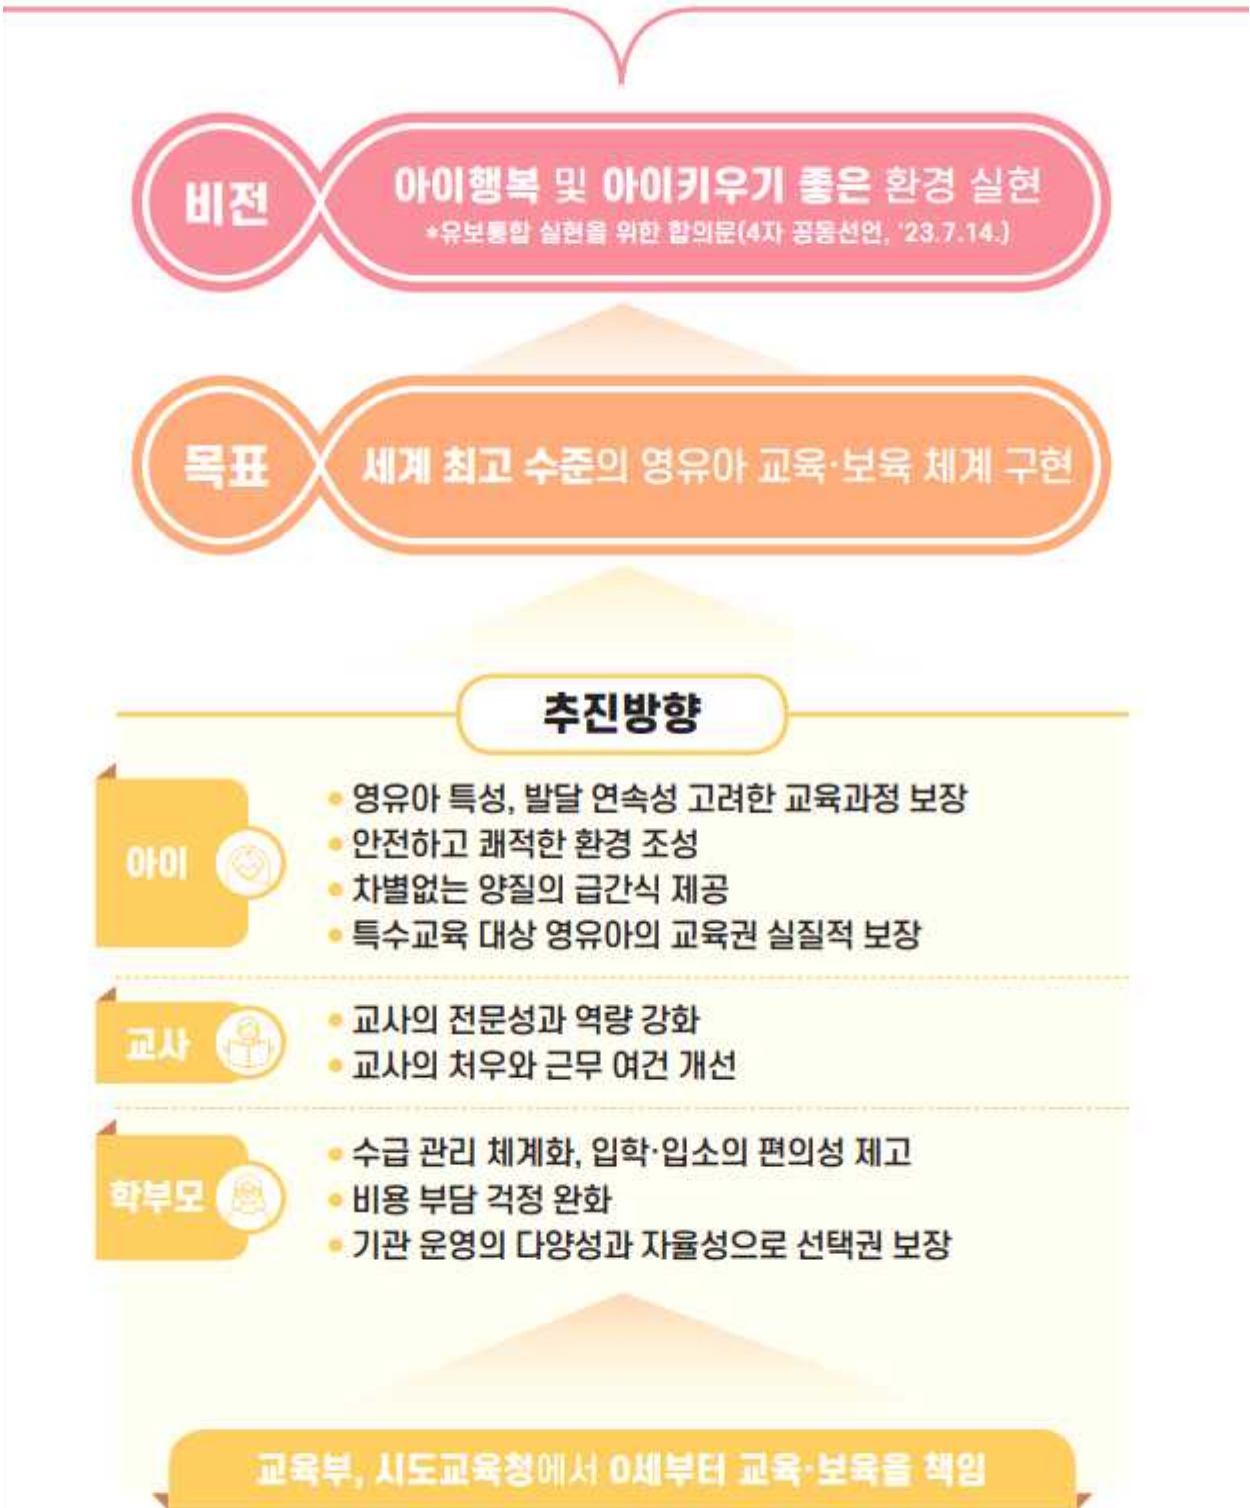 비전
아이행복 및 아이키우기 좋은 환경 실현
*유보통합 실현을 위한 합의문(4자 공동선언, '23.7.14.)
목표
세계 최고 수준의 영유아 교육·보육 체계 구현
추진방향
아이
• 영유아 특성, 발달 연속성 고려한 교육과정 보장
• 안전하고 쾌적한 환경 조성
• 차별없는 양질의 급간식 제공
• 특수교육 대상 영유아의 교육권 실질적 보장
교사
• 교사의 전문성과 역량 강화
• 교사의 처우와 근무 여건 개선
학부모
• 수급 관리 체계화, 입학·입소의 편의성 제고
• 비용 부담 걱정 완화
• 기관 운영의 다양성과 자율성으로 선택권 보장
교육부, 시도교육청에서 0세부터 교육·보육을 책임